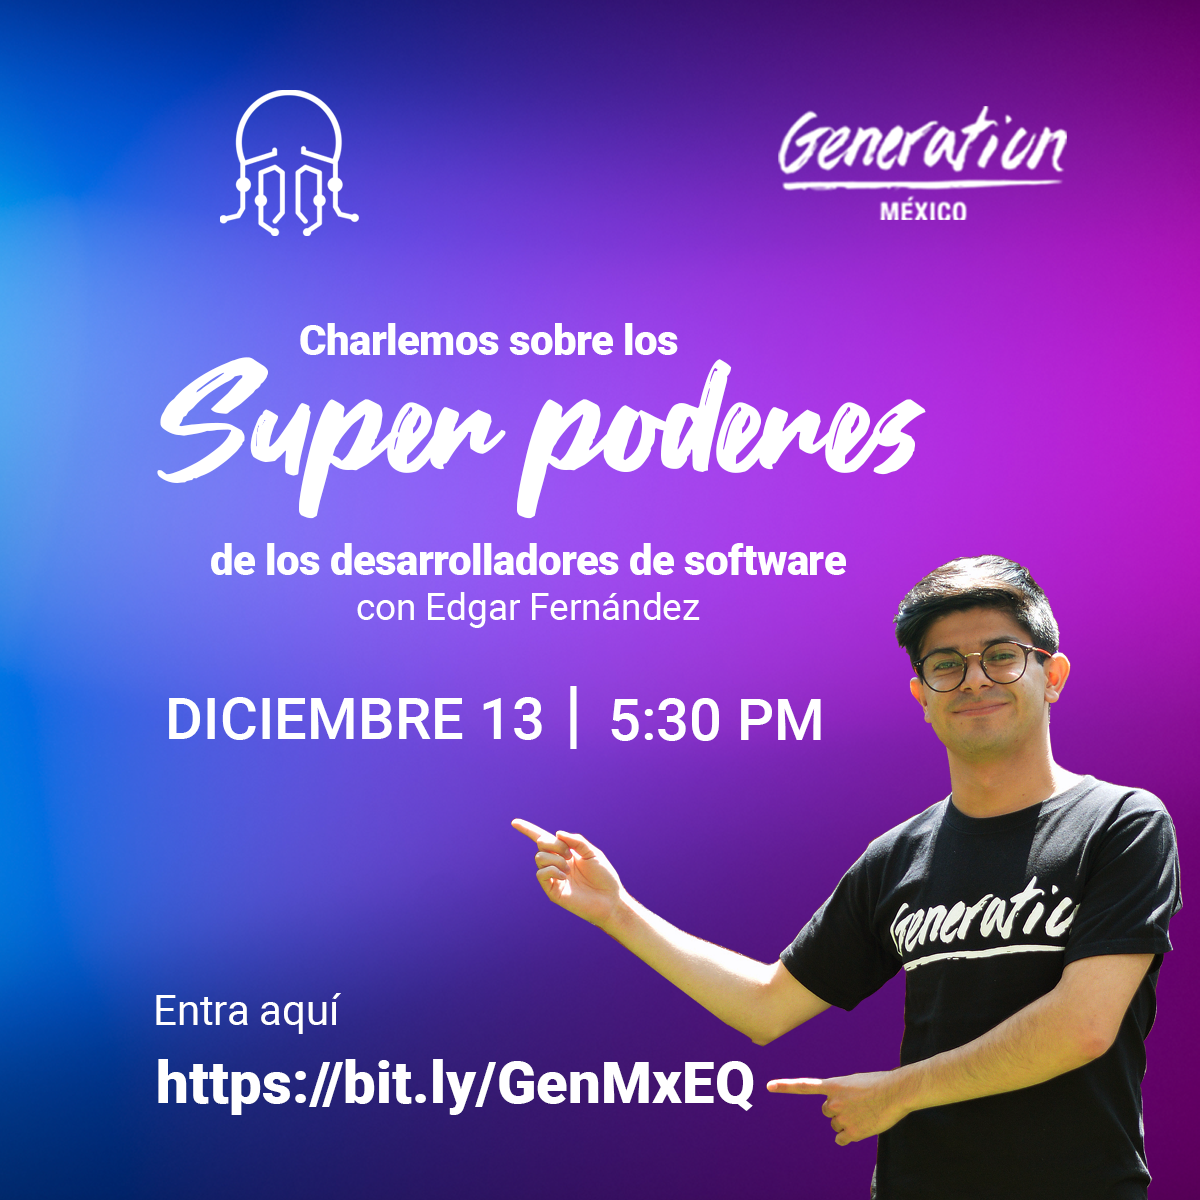 Generation
MÉXICO
Charlemos sobre los
Super poderes
de los desarrolladores de software
con Edgar Fernández
DICIEMBRE 13 | 5:30 PM
Generatio
Entra aquí
https://bit.ly/GenMxEQ